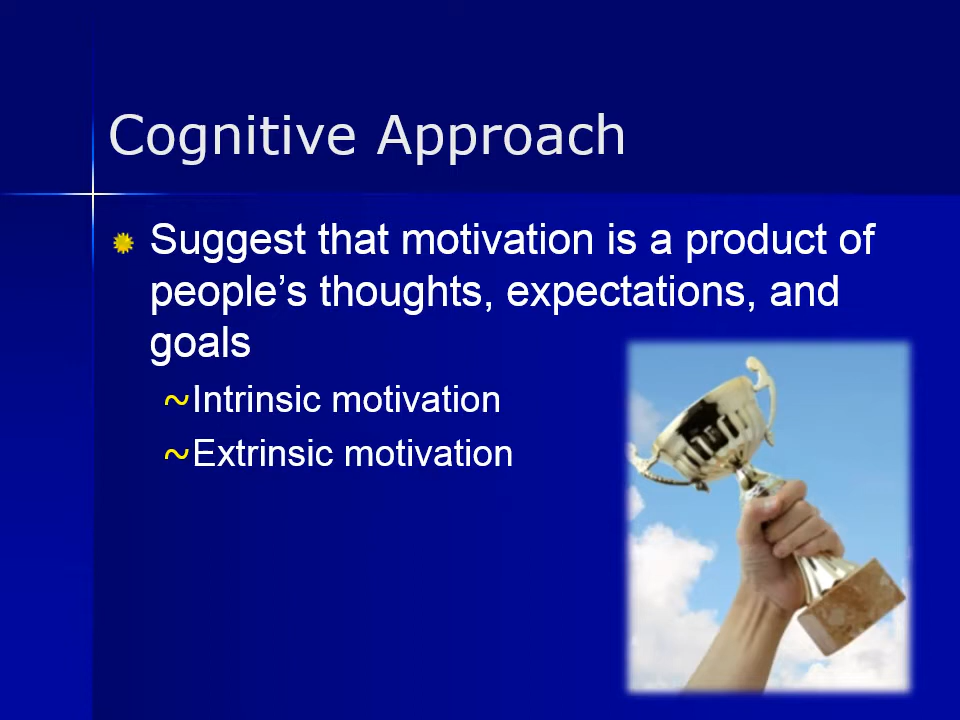 Cognitive Approach
Suggest that motivation is a product of
people's thoughts, expectations, and
goals
~Intrinsic motivation
~Extrinsic motivation